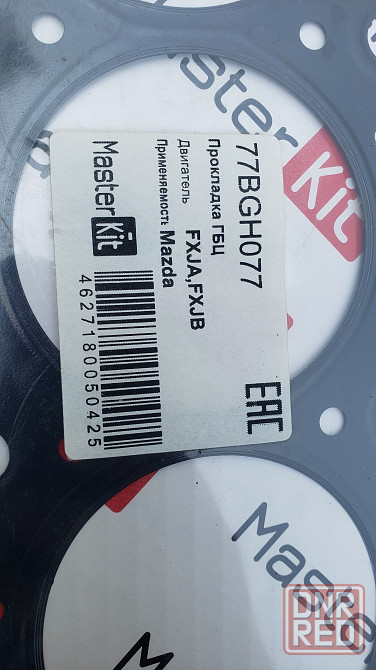 77BGH077
Прокладка ГБЦ
Двигатель FXJA,FXJB
Применяемость Mazda
Master Kit
4627180050425
EAC
Master
Kit
Master
DNR
RED